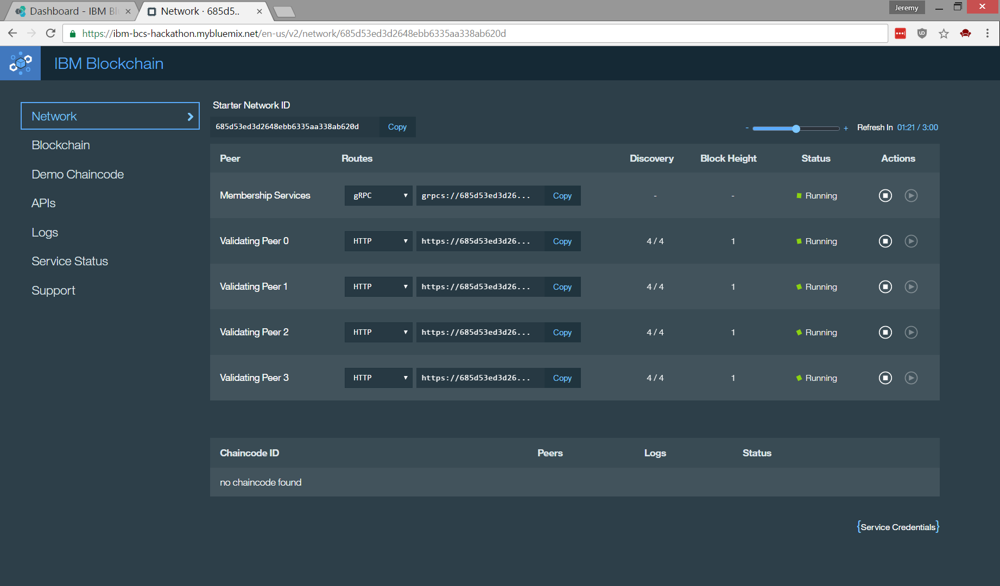 Dashboard - IBM Bl
Network · 685d5..
Jeremy
https://ibm-bcs-hackathon.mybluemix.net/en-us/v2/network/685d53ed3d2648ebb6335aa338ab620d
IBM Blockchain
Network
Blockchain
Demo Chaincode
APIs
Logs
Service Status
Support
Starter Network ID
685d53ed3d2648ebb6335aa338ab620d Copy
- + Refresh In 01:21 / 3:00
Peer Routes Discovery Block Height Status Actions
Membership Services gRPC grpcs://685d53ed3d26... Copy - - Running
Validating Peer 0 HTTP https://685d53ed3d26... Copy 4 / 4 1 Running
Validating Peer 1 HTTP https://685d53ed3d26... Copy 4 / 4 1 Running
Validating Peer 2 HTTP https://685d53ed3d26... Copy 4 / 4 1 Running
Validating Peer 3 HTTP https://685d53ed3d26... Copy 4 / 4 1 Running
Chaincode ID Peers Logs Status
no chaincode found
{Service Credentials}